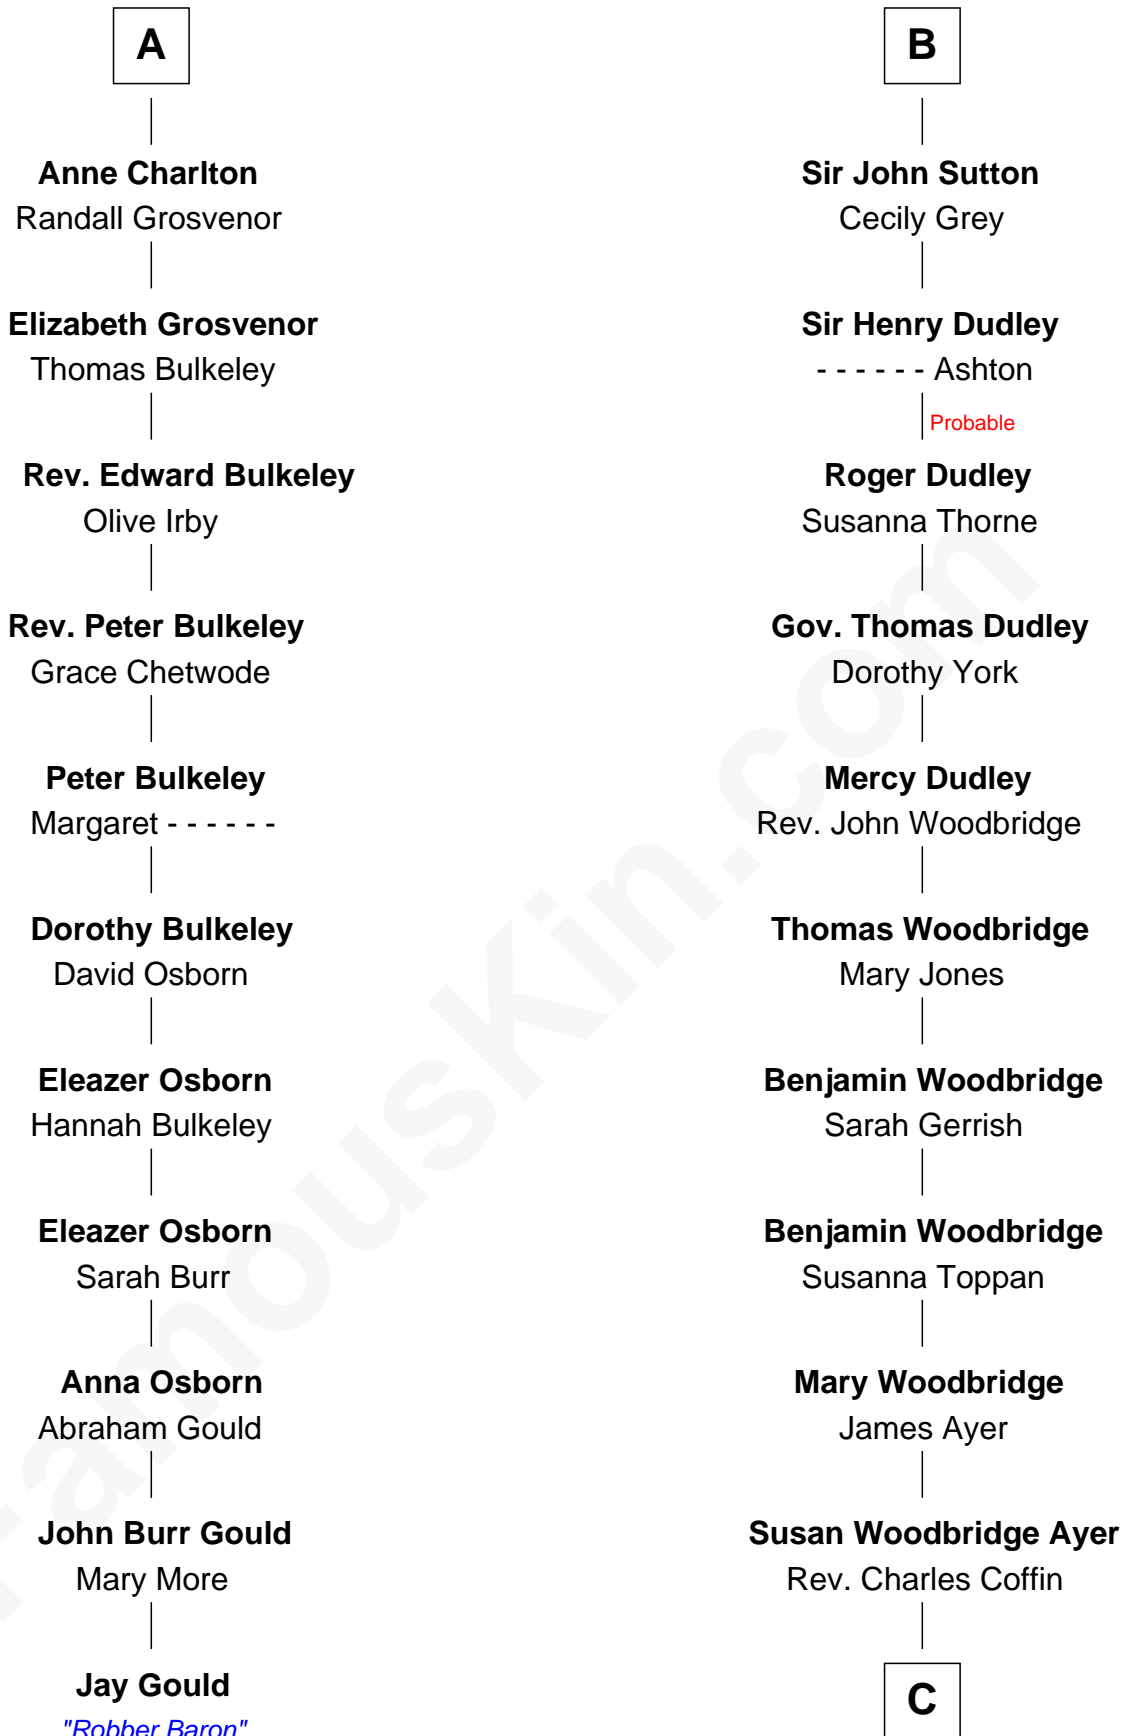 A
Anne Charlton
Randall Grosvenor
Elizabeth Grosvenor
Thomas Bulkeley
Rev. Edward Bulkeley
Olive Irby
Rev. Peter Bulkeley
Grace Chetwode
Peter Bulkeley
Margaret - - - - - -
Dorothy Bulkeley
David Osborn
Eleazer Osborn
Hannah Bulkeley
Eleazer Osborn
Sarah Burr
Anna Osborn
Abraham Gould
John Burr Gould
Mary More
Jay Gould
"Robber Baron"
B
Sir John Sutton
Cecily Grey
Sir Henry Dudley
- - - - - - Ashton
Probable
Roger Dudley
Susanna Thorne
Gov. Thomas Dudley
Dorothy York
Mercy Dudley
Rev. John Woodbridge
Thomas Woodbridge
Mary Jones
Benjamin Woodbridge
Sarah Gerrish
Benjamin Woodbridge
Susanna Toppan
Mary Woodbridge
James Ayer
Susan Woodbridge Ayer
Rev. Charles Coffin
C
FamousKin.com